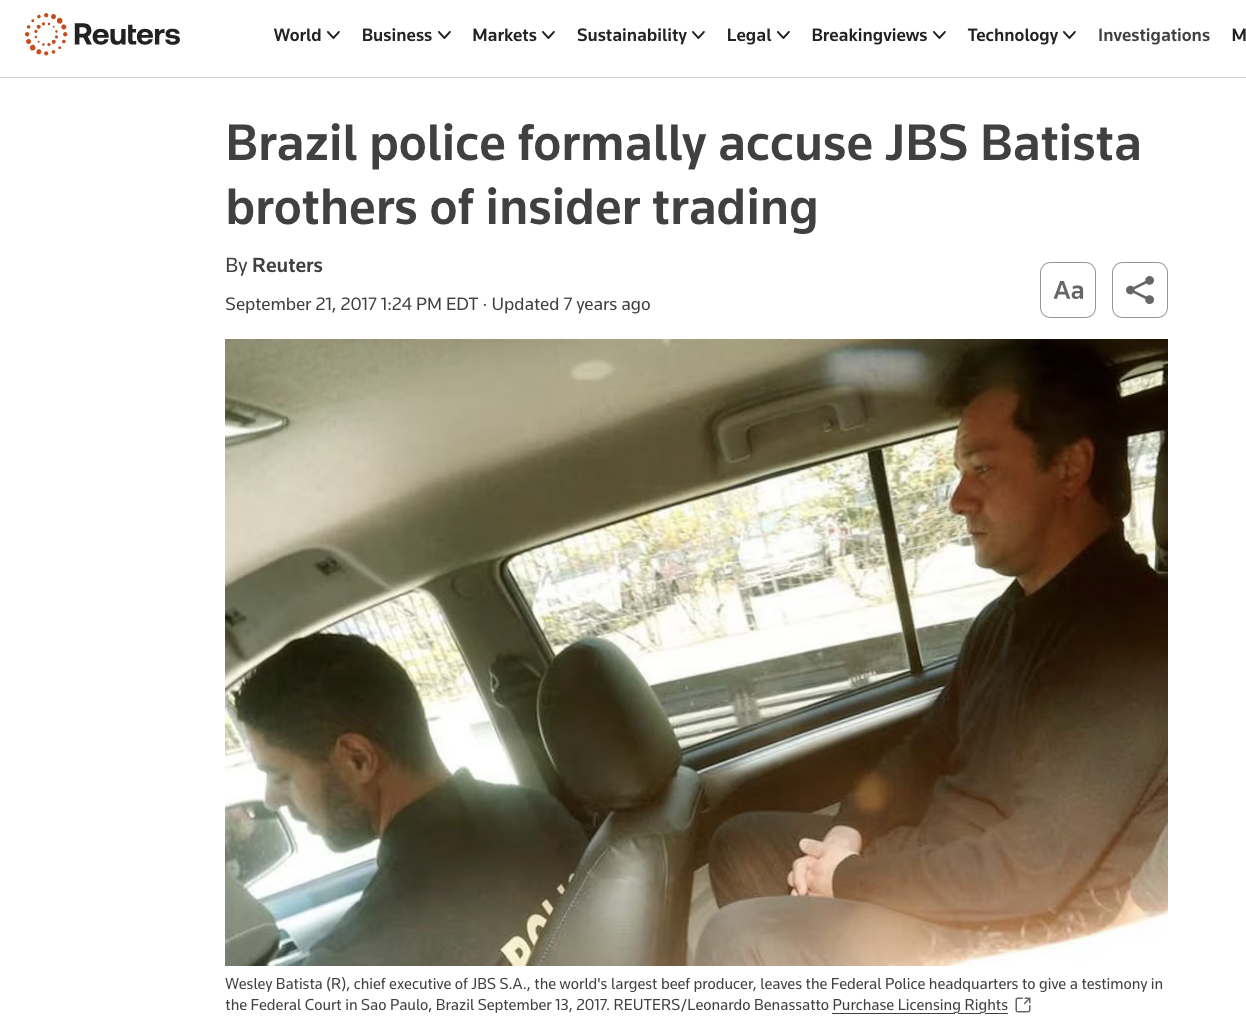 Reuters
World Business Markets Sustainability Legal Breakingviews Technology Investigations M
Brazil police formally accuse JBS Batista
brothers of insider trading
By Reuters
September 21, 2017 1:24 PM EDT · Updated 7 years ago
Aa
POLI
Wesley Batista (R), chief executive of JBS S.A., the world's largest beef producer, leaves the Federal Police headquarters to give a testimony in
the Federal Court in Sao Paulo, Brazil September 13, 2017. REUTERS/Leonardo Benassatto Purchase Licensing Rights